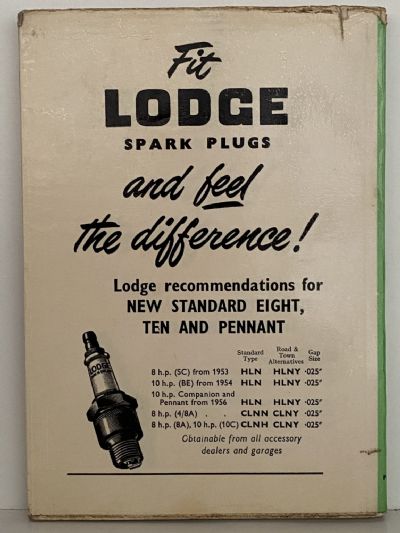 Fit
LODGE
SPARK PLUGS
and feel
the difference!
Lodge recommendations for
NEW STANDARD EIGHT,
TEN AND PENNANT
Standard Type Road & Town Alternatives Gap Size
8 h.p. (SC) from 1953 HLN HLNY ·025"
10 h.p. (BE) from 1954 HLN HLNY ·025"
10 h.p. Companion and
Pennant from 1956 HLN HLNY ·025"
8 h.p. (4/8A) . . CLNN CLNY ·025"
8 h.p. (8A), 10 h.p. (10C) CLNH CLNY ·025"
Obtainable from all accessory
dealers and garages
LODGE